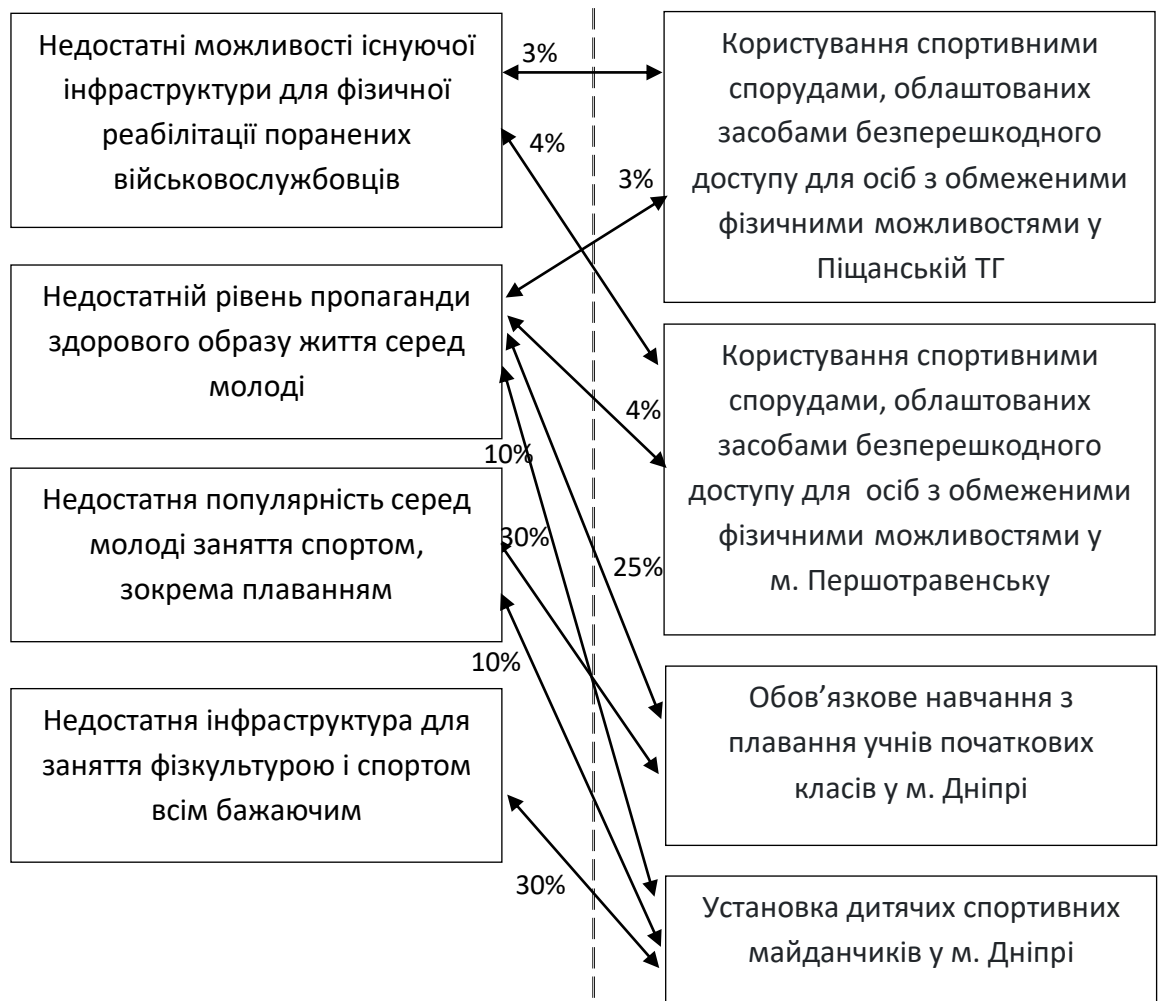 Недостатні можливості існуючої
інфраструктури для фізичної
реабілітації поранених
військовослужбовців
Недостатній рівень пропаганди
здорового образу життя серед
молоді
Недостатня популярність серед
молоді заняття спортом,
зокрема плаванням
Недостатня інфраструктура для
заняття фізкультурою і спортом
всім бажаючим
3%
4%
3%
4%
10%
30%
25%
10%
30%
Користування спортивними
спорудами, облаштованих
засобами безперешкодного
доступу для осіб з обмеженими
фізичними можливостями у
Піщанській ТГ
Користування спортивними
спорудами, облаштованих
засобами безперешкодного
доступу для осіб з обмеженими
фізичними можливостями у
м. Першотравенську
Обов’язкове навчання з
плавання учнів початкових
класів у м. Дніпрі
Установка дитячих спортивних
майданчиків у м. Дніпрі